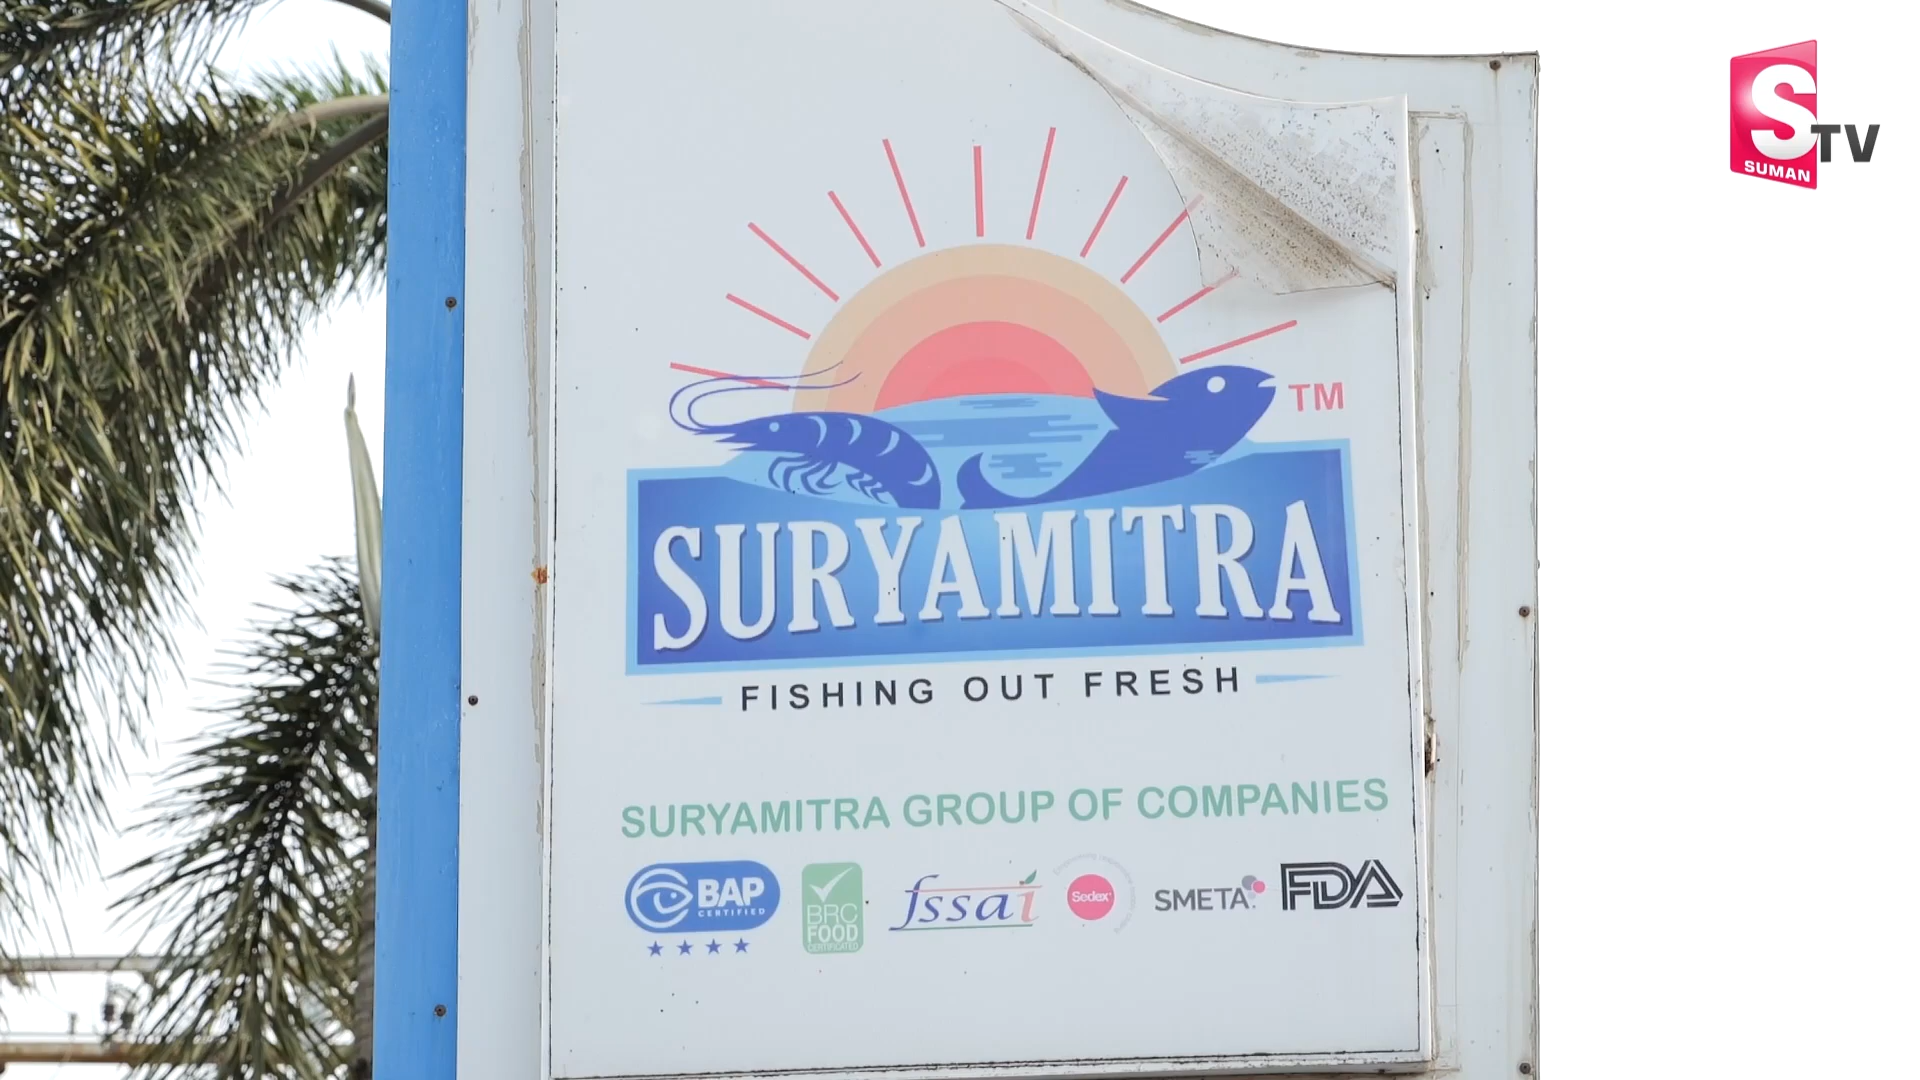 S
SUMAN
TV
TM
SURYAMITRA
FISHING OUT FRESH
SURYAMITRA GROUP OF COMPANIES
BAP
CERTIFIED
BRC
FOOD
CERTIFICATED
fssai
Sedex
SMETA
FDA